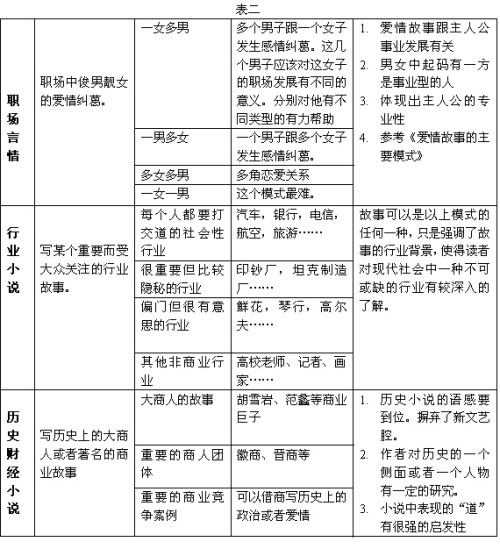 表二
职场言情
职场中俊男靓女
的爱情纠葛。
一女多男
多个男子跟一个女子
发生感情纠葛。这几
个男子应该对这女子
的职场发展有不同的
意义。分别对他有不
同类型的有力帮助
一男多女
一个男子跟多个女子
发生感情纠葛。
多女多男
多角恋爱关系
一女一男
这个模式最难。
1. 爱情故事跟主人公
事业发展有关
2. 男女中起码有一方
是事业型的人
3. 体现出主人公的专
业性
4. 参考《爱情故事的主
要模式》
行业小说
写某个重要而受
大众关注的行业
故事。
每个人都要打
交道的社会性
行业
汽车，银行，电信，
航空，旅游……
很重要但比较
隐秘的行业
印钞厂，坦克制造
厂……
偏门但很有意
思的行业
鲜花，琴行，高尔
夫……
其他非商业行
业
高校老师、记者、画
家……
故事可以是以上模式的
任何一种，只是强调了故
事的行业背景，使得读者
对现代社会中一种不可
或缺的行业有较深入的
了解。
历史财经小说
写历史上的大商
人或者著名的商
业故事
大商人的故事
胡雪岩、范蠡等商业
巨子
重要的商人团
体
徽商、晋商等
重要的商业竞
争案例
可以借商写历史上的
政治或者爱情
1. 历史小说的语感要
到位。摒弃了新文艺
腔。
2. 作者对历史的一个
侧面或者一个人物
有一定的研究。
3. 小说中表现的“道”
有很强的启发性